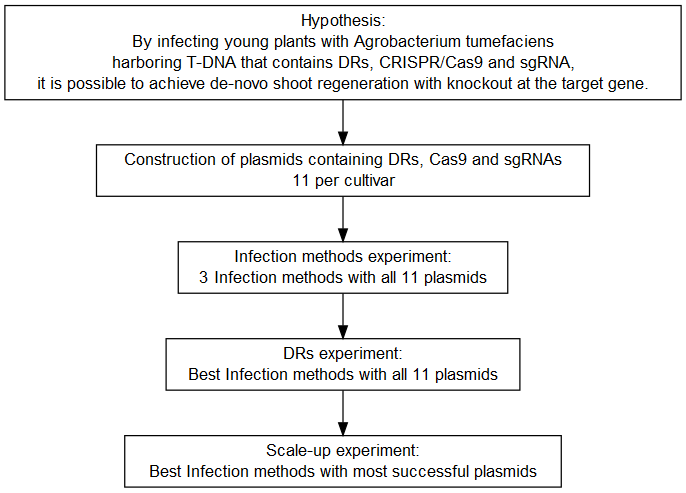 Hypothesis:
By infecting young plants with Agrobacterium tumefaciens
harboring T-DNA that contains DRs, CRISPR/Cas9 and sgRNA,
it is possible to achieve de-novo shoot regeneration with knockout at the target gene.
Construction of plasmids containing DRs, Cas9 and sgRNAs
11 per cultivar
Infection methods experiment:
3 Infection methods with all 11 plasmids
DRs experiment:
Best Infection methods with all 11 plasmids
Scale-up experiment:
Best Infection methods with most successful plasmids